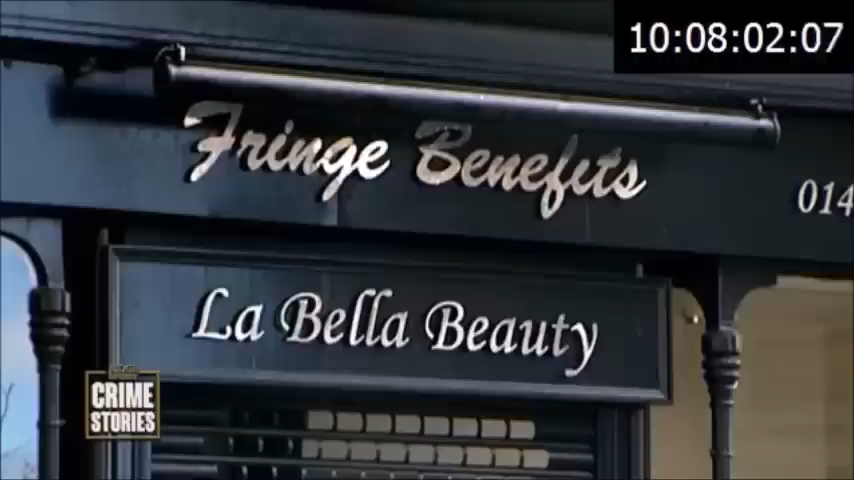 10:08:02:07
Fringe Benefits
014
La Bella Beauty
CRIME
STORIES